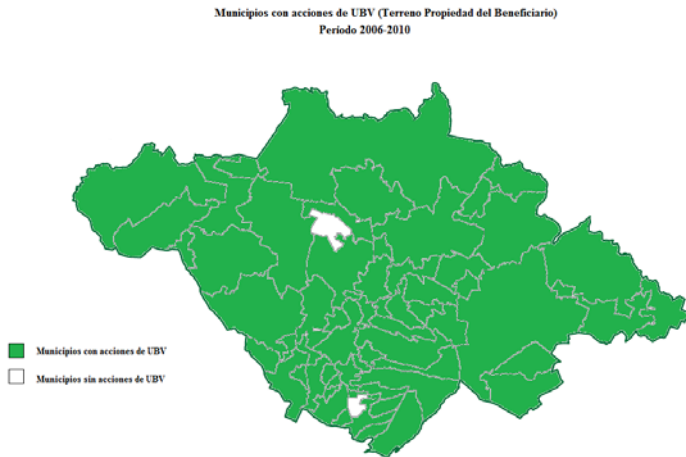 Municipios con acciones de UBV (Terreno Propiedad del Beneficiario)
Período 2006-2010
Municipios con acciones de UBV
Municipios sin acciones de UBV